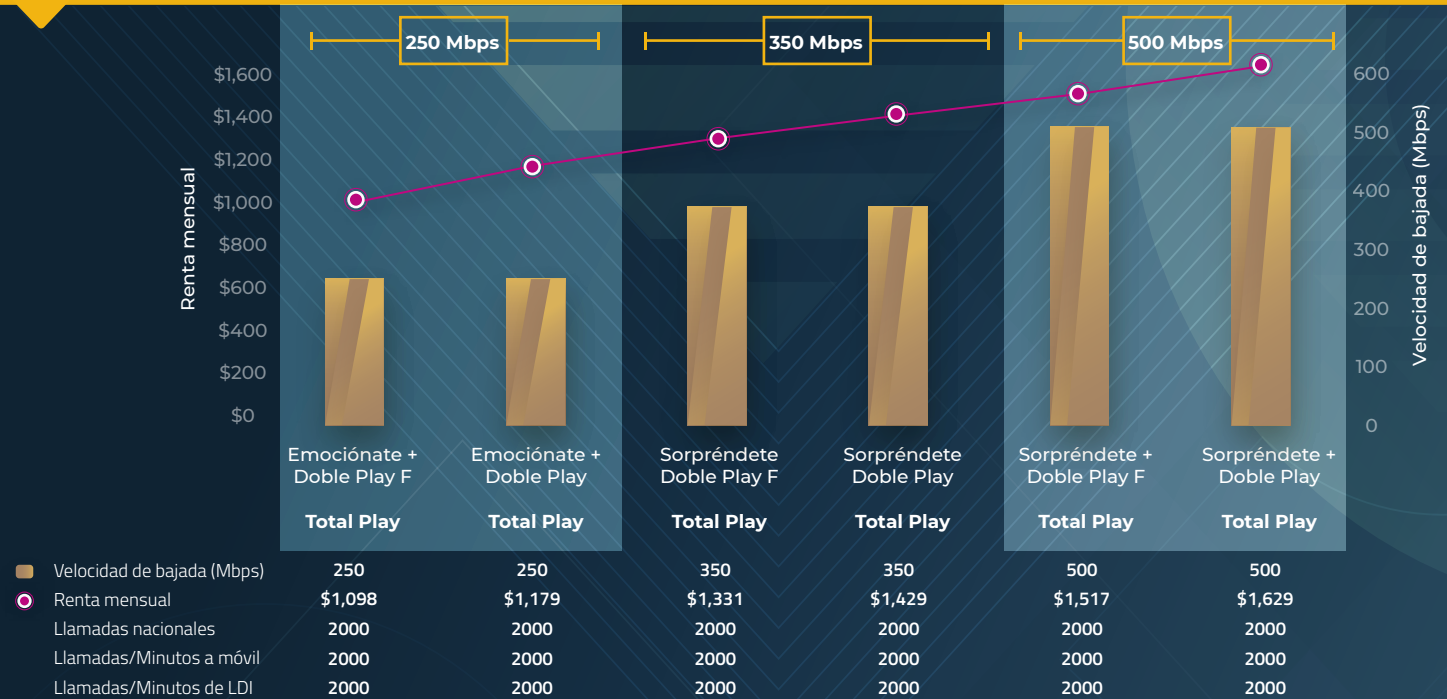 250 Mbps
350 Mbps
500 Mbps
Renta mensual
$1,600
$1,400
$1,200
$1,000
$800
$600
$400
$200
$0
600
500
400
300
200
100
0
Velocidad de bajada (Mbps)
Emociónate +
Doble Play F
Total Play
Emociónate +
Doble Play
Total Play
Sorpréndete
Doble Play F
Total Play
Sorpréndete
Doble Play
Total Play
Sorpréndete +
Doble Play F
Total Play
Sorpréndete +
Doble Play
Total Play
Velocidad de bajada (Mbps) 250 250 350 350 500 500
Renta mensual $1,098 $1,179 $1,331 $1,429 $1,517 $1,629
Llamadas nacionales 2000 2000 2000 2000 2000 2000
Llamadas/Minutos a móvil 2000 2000 2000 2000 2000 2000
Llamadas/Minutos de LDI 2000 2000 2000 2000 2000 2000